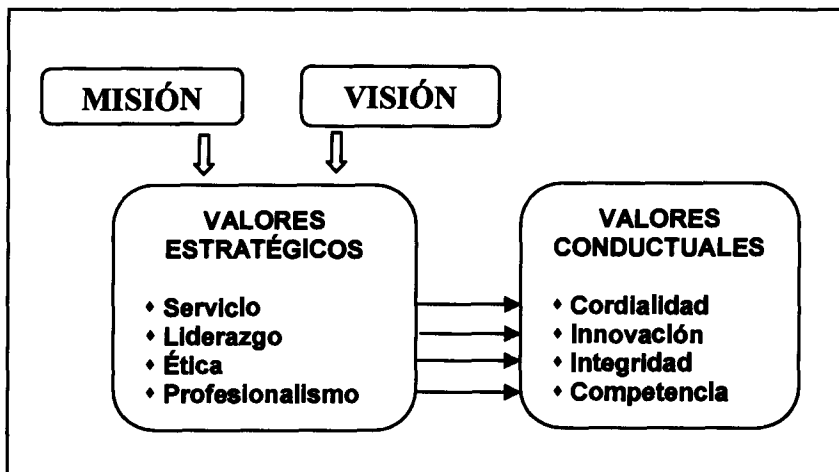 MISIÓN
VISIÓN
VALORES
ESTRATÉGICOS
♦ Servicio
♦ Liderazgo
♦ Ética
♦ Profesionalismo
VALORES
CONDUCTUALES
♦ Cordialidad
♦ Innovación
♦ Integridad
♦ Competencia